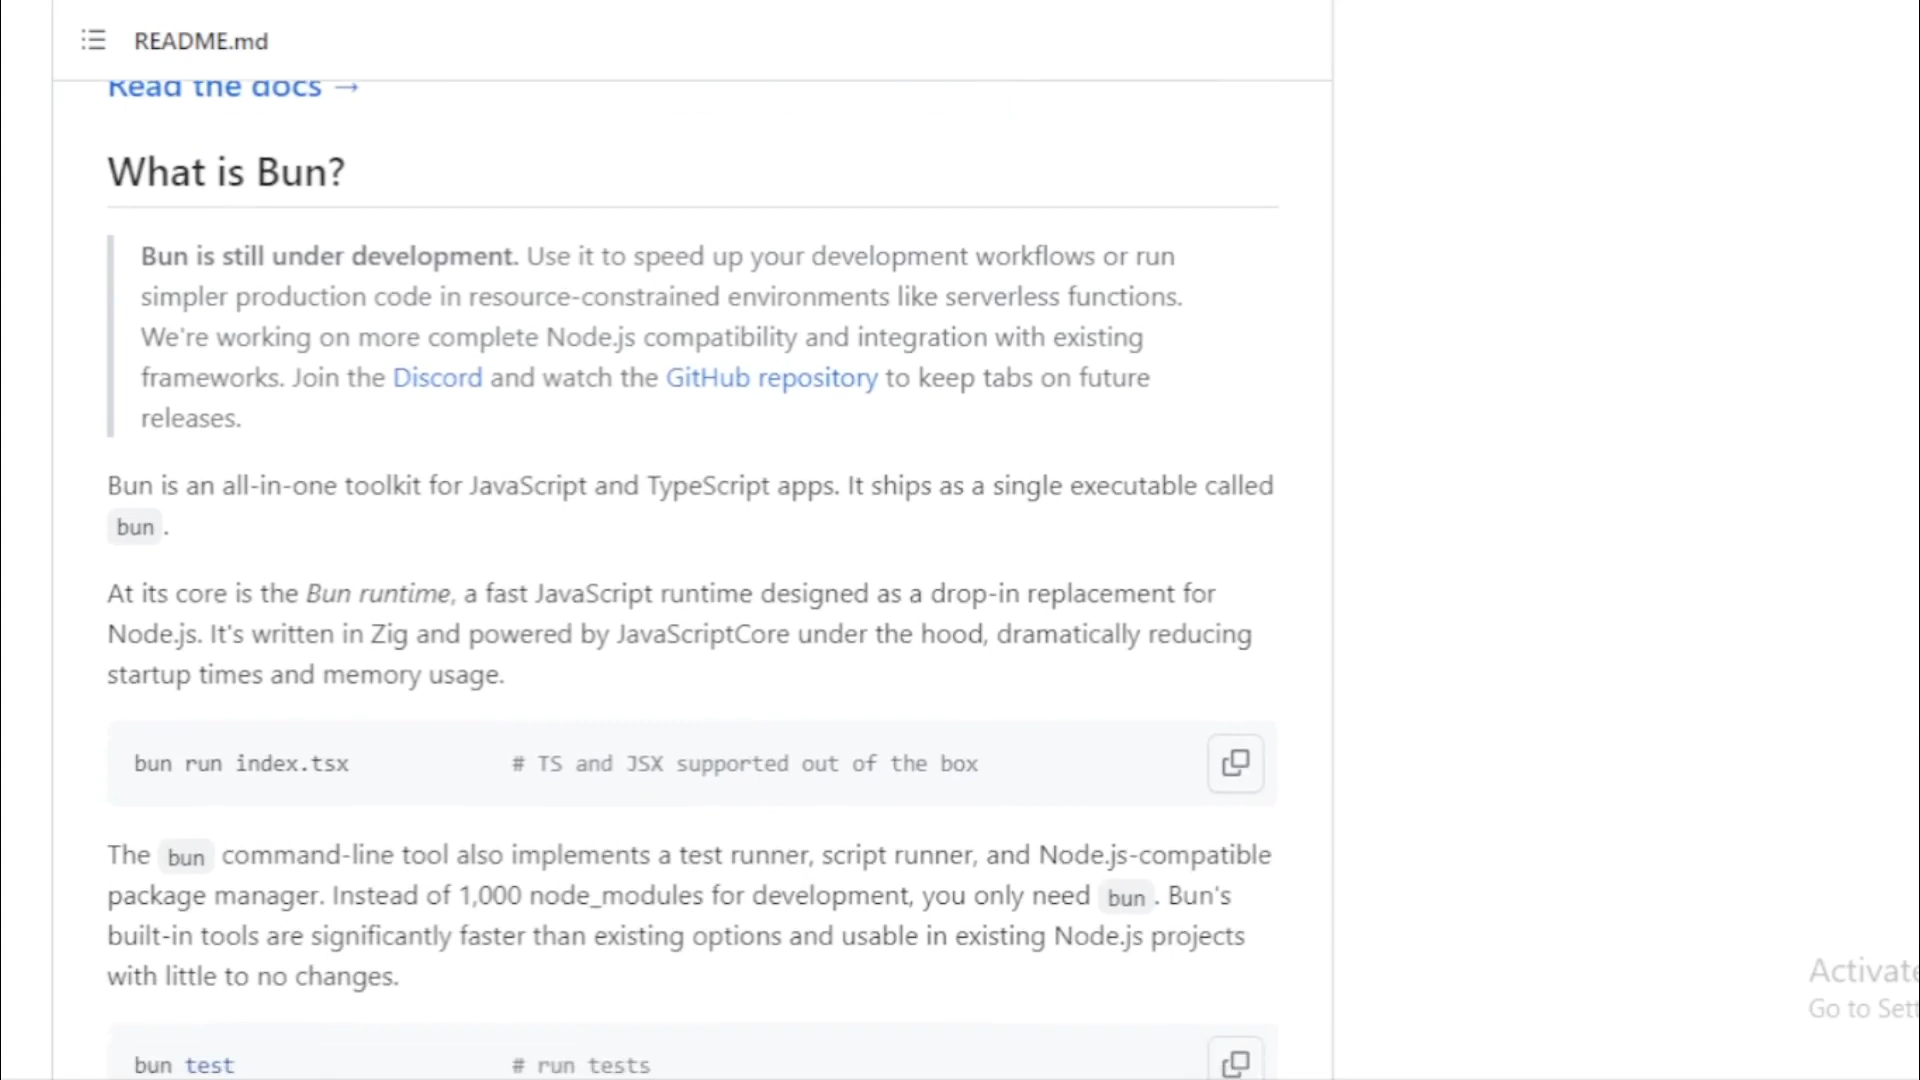 README.md
Read the docs →
What is Bun?
Bun is still under development. Use it to speed up your development workflows or run
simpler production code in resource-constrained environments like serverless functions.
We're working on more complete Node.js compatibility and integration with existing
frameworks. Join the Discord and watch the GitHub repository to keep tabs on future
releases.
Bun is an all-in-one toolkit for JavaScript and TypeScript apps. It ships as a single executable called
bun.
At its core is the Bun runtime, a fast JavaScript runtime designed as a drop-in replacement for
Node.js. It's written in Zig and powered by JavaScriptCore under the hood, dramatically reducing
startup times and memory usage.
bun run index.tsx # TS and JSX supported out of the box
The bun command-line tool also implements a test runner, script runner, and Node.js-compatible
package manager. Instead of 1,000 node_modules for development, you only need bun. Bun's
built-in tools are significantly faster than existing options and usable in existing Node.js projects
with little to no changes.
bun test # run tests
Activate
Go to Sett